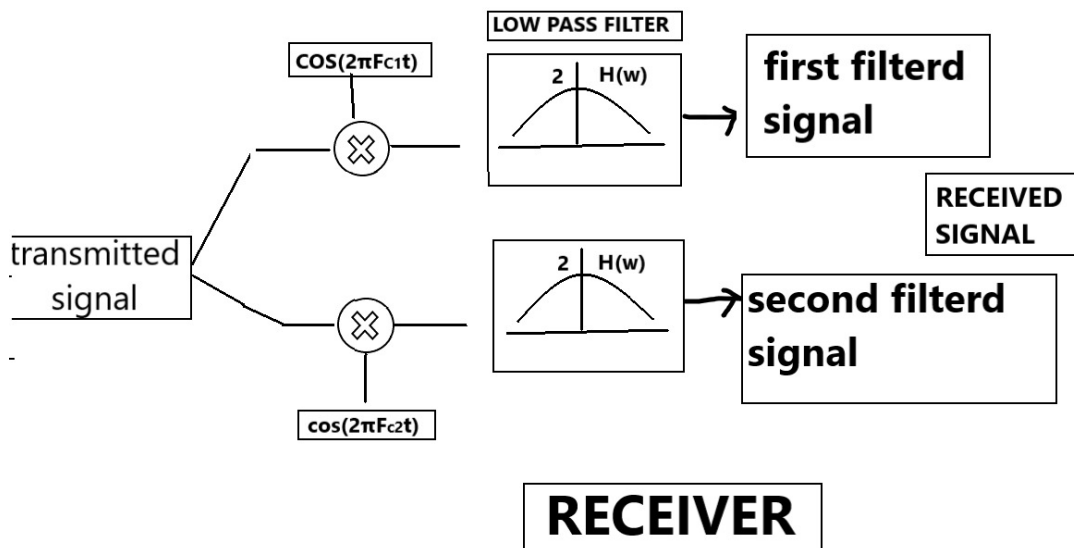 LOW PASS FILTER
COS(2πFC1t)
2 H(w)
first filterd
signal
RECEIVED
SIGNAL
transmitted
signal
2 H(w)
second filterd
signal
cos(2πFc2t)
RECEIVER